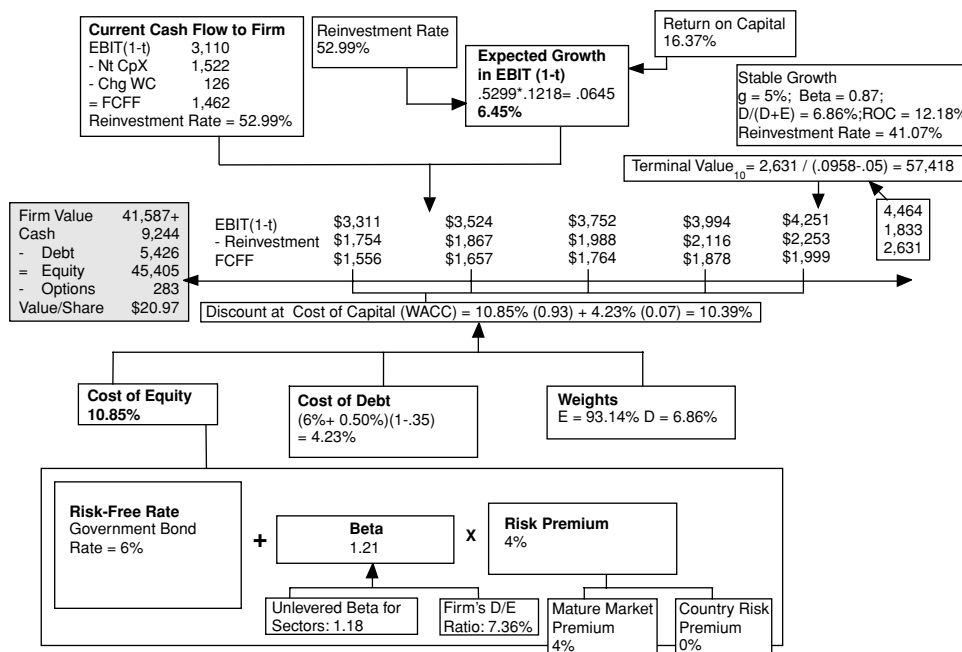 Current Cash Flow to Firm
EBIT(1-t) 3,110
- Nt CpX 1,522
- Chg WC 126
= FCFF 1,462
Reinvestment Rate = 52.99%
Reinvestment Rate
52.99%
Expected Growth
in EBIT (1-t)
.5299*.1218= .0645
6.45%
Return on Capital
16.37%
Stable Growth
g = 5%; Beta = 0.87;
D/(D+E) = 6.86%;ROC = 12.18%
Reinvestment Rate = 41.07%
Terminal Value10= 2,631 / (.0958-.05) = 57,418
Firm Value 41,587+
Cash 9,244
- Debt 5,426
= Equity 45,405
- Options 283
Value/Share $20.97
EBIT(1-t) $3,311 $3,524 $3,752 $3,994 $4,251
- Reinvestment $1,754 $1,867 $1,988 $2,116 $2,253
FCFF $1,556 $1,657 $1,764 $1,878 $1,999
4,464
1,833
2,631
Discount at Cost of Capital (WACC) = 10.85% (0.93) + 4.23% (0.07) = 10.39%
Cost of Equity
10.85%
Cost of Debt
(6%+ 0.50%)(1-.35)
= 4.23%
Weights
E = 93.14% D = 6.86%
Risk-Free Rate
Government Bond
Rate = 6%
+
Beta
1.21
x
Risk Premium
4%
Unlevered Beta for
Sectors: 1.18
Firm's D/E
Ratio: 7.36%
Mature Market
Premium
4%
Country Risk
Premium
0%